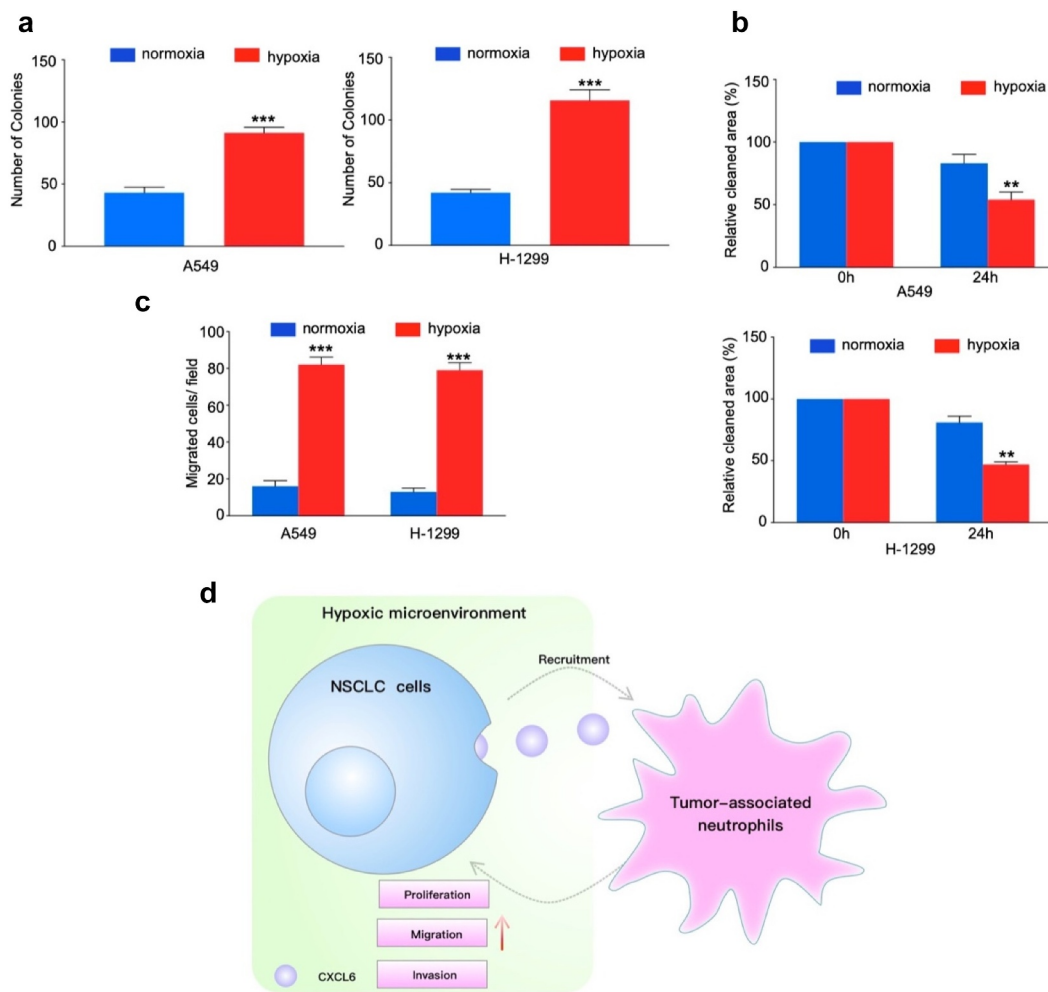 a
normoxia
hypoxia
Number of Colonies
150
100
50
0
***
A549
normoxia
hypoxia
Number of Colonies
150
100
50
0
***
H-1299
b
normoxia
hypoxia
Relative cleaned area (%)
150
100
50
0
**
0h
24h
A549
c
normoxia
hypoxia
Migrated cells/ field
100
80
60
40
20
0
***
***
A549
H-1299
normoxia
hypoxia
Relative cleaned area (%)
150
100
50
0
**
0h
24h
H-1299
d
Hypoxic microenvironment
NSCLC cells
Recruitment
Tumor-associated
neutrophils
Proliferation
Migration
Invasion
CXCL6